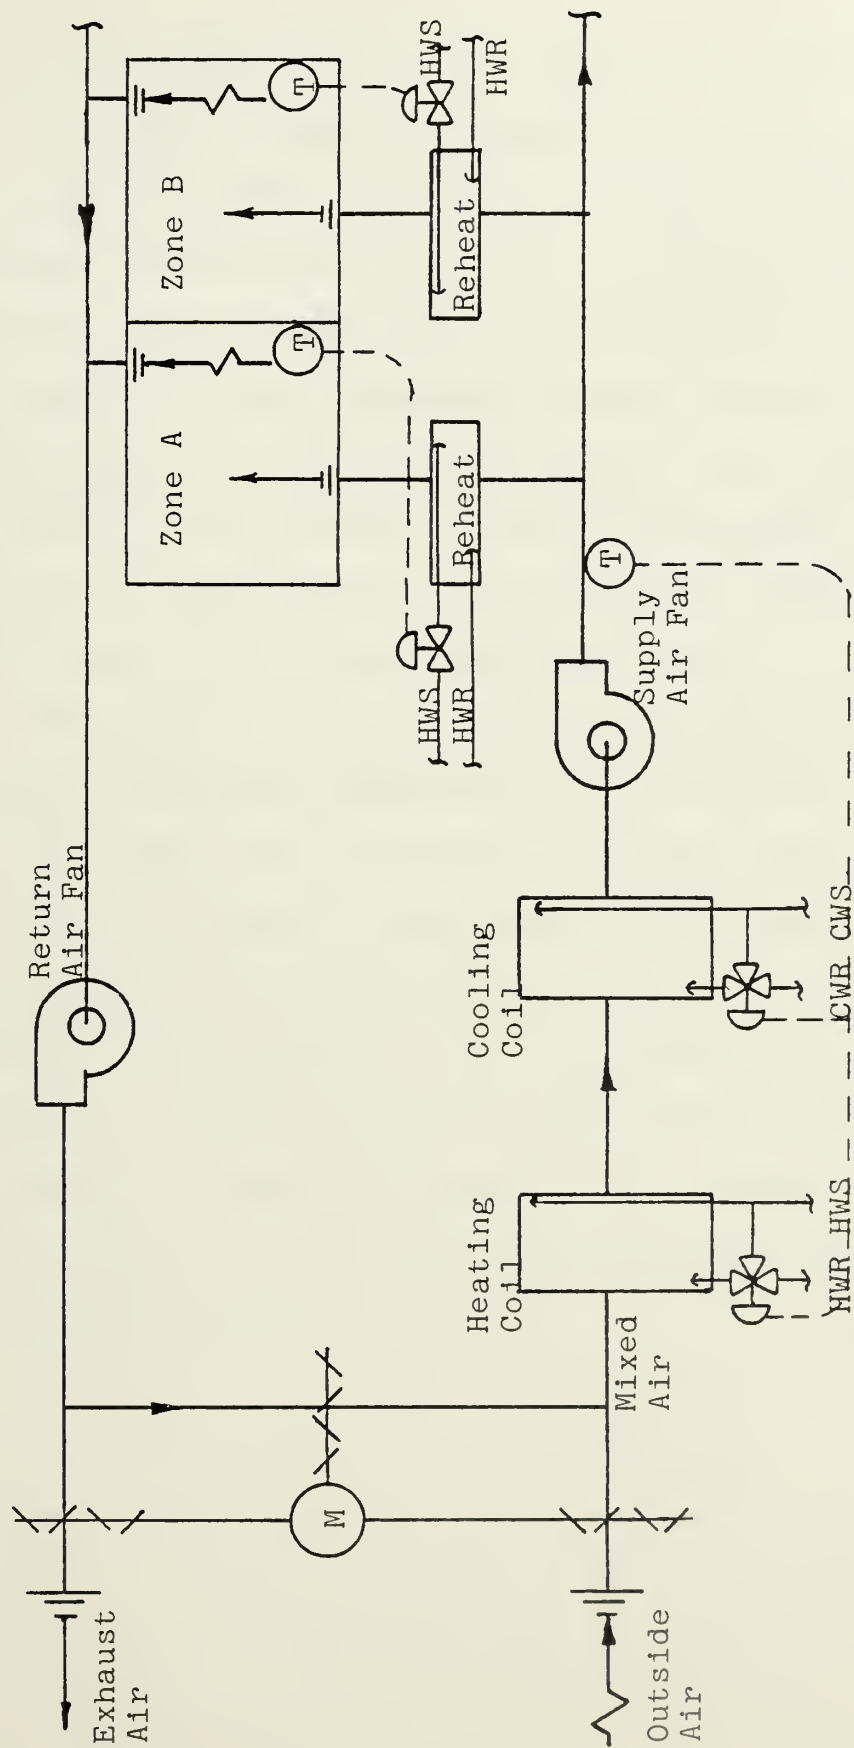 Return
Air Fan
Exhaust
Air
Outside
Air
M
Mixed
Air
Heating
Coil
HWR
HWS
Cooling
Coil
CWR
CWS
Supply
Air Fan
T
Zone A
T
Reheat
HWS
HWR
Zone B
T
Reheat
HWS
HWR